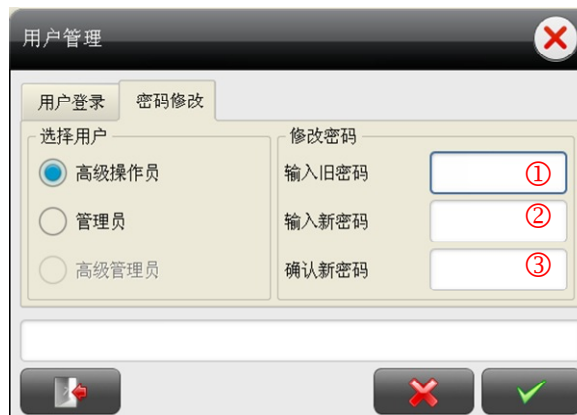 用户管理
用户登录 密码修改
选择用户 修改密码
高级操作员 输入旧密码 ①
管理员 输入新密码 ②
高级管理员 确认新密码 ③